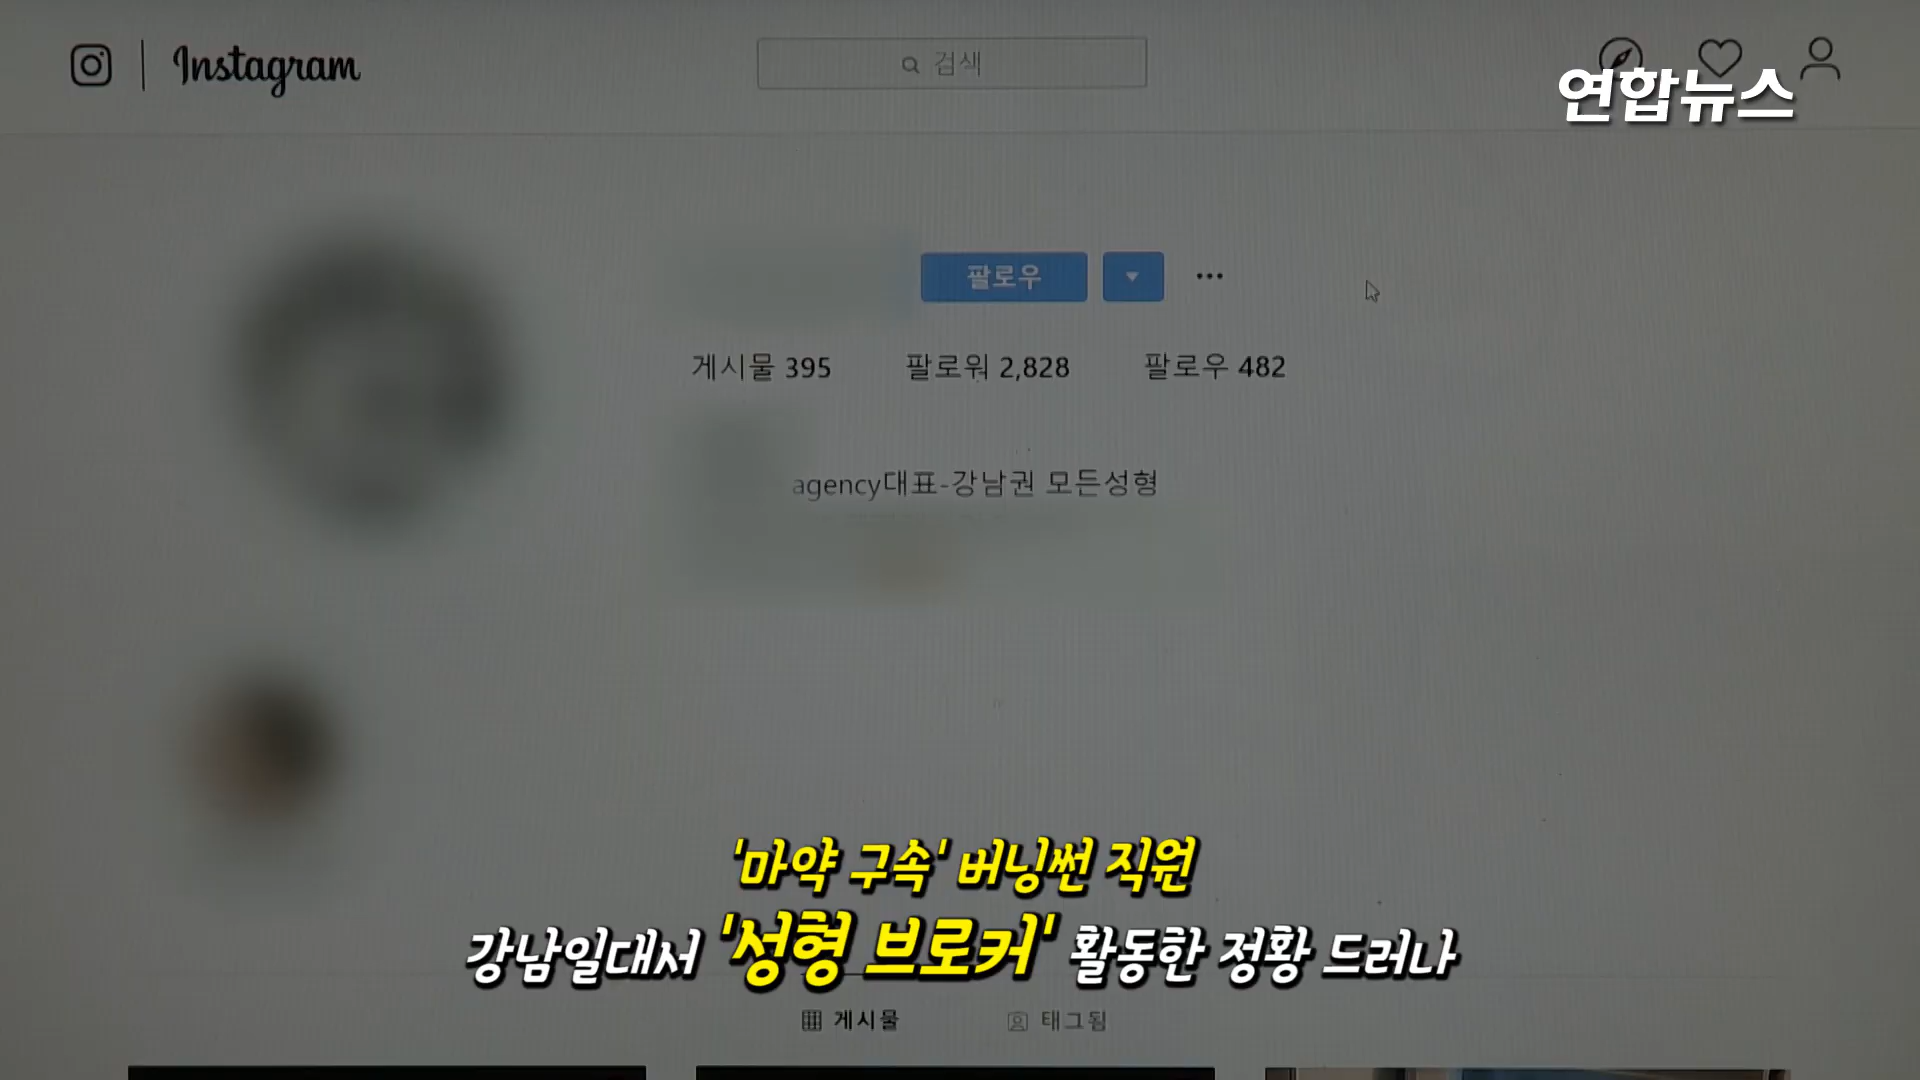 Instagram
검색
연합뉴스
팔로우
게시물 395 팔로워 2,828 팔로우 482
agency대표-강남권 모든성형
'마약 구속' 버닝썬 직원
강남일대서 '성형 브로커' 활동한 정황 드러나
게시물 태그됨